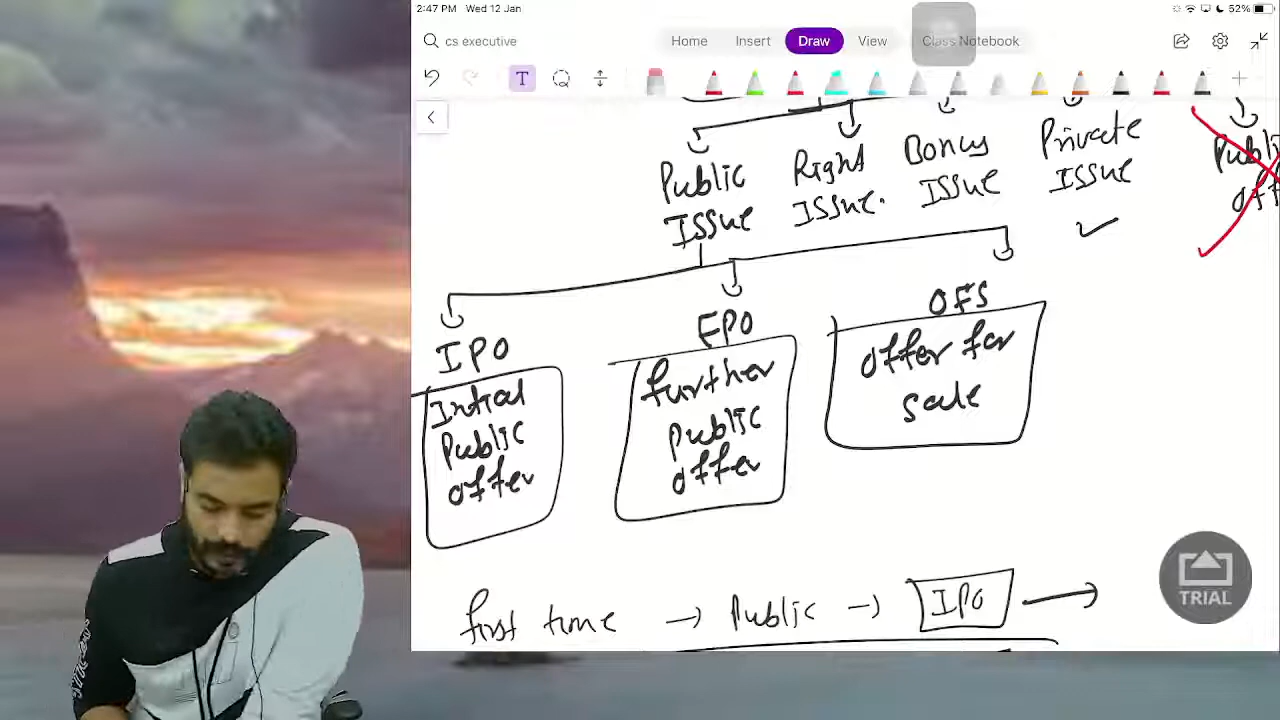 2:47 PM Wed 12 Jan
52%
cs executive
Home Insert Draw View Class Notebook
T
Public Issue
Right Issue.
Bonus Issue
Private Issue
IPO
Initial
Public
Offer
FPO
further
Public
offer
OFS
offer for
sale
first time → Public → IPO →
TRIAL